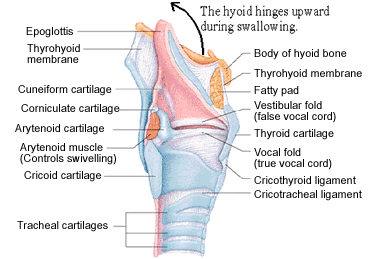 The hyoid hinges upward
during swallowing.
Epoglottis
Thyrohyoid
membrane
Cuneiform cartilage
Corniculate cartilage
Arytenoid cartilage
Arytenoid muscle
(Controls swivelling)
Cricoid cartilage
Tracheal cartilages
Body of hyoid bone
Thyrohyoid membrane
Fatty pad
Vestibular fold
(false vocal cord)
Thyroid cartilage
Vocal fold
(true vocal cord)
Cricothyroid ligament
Cricotracheal ligament